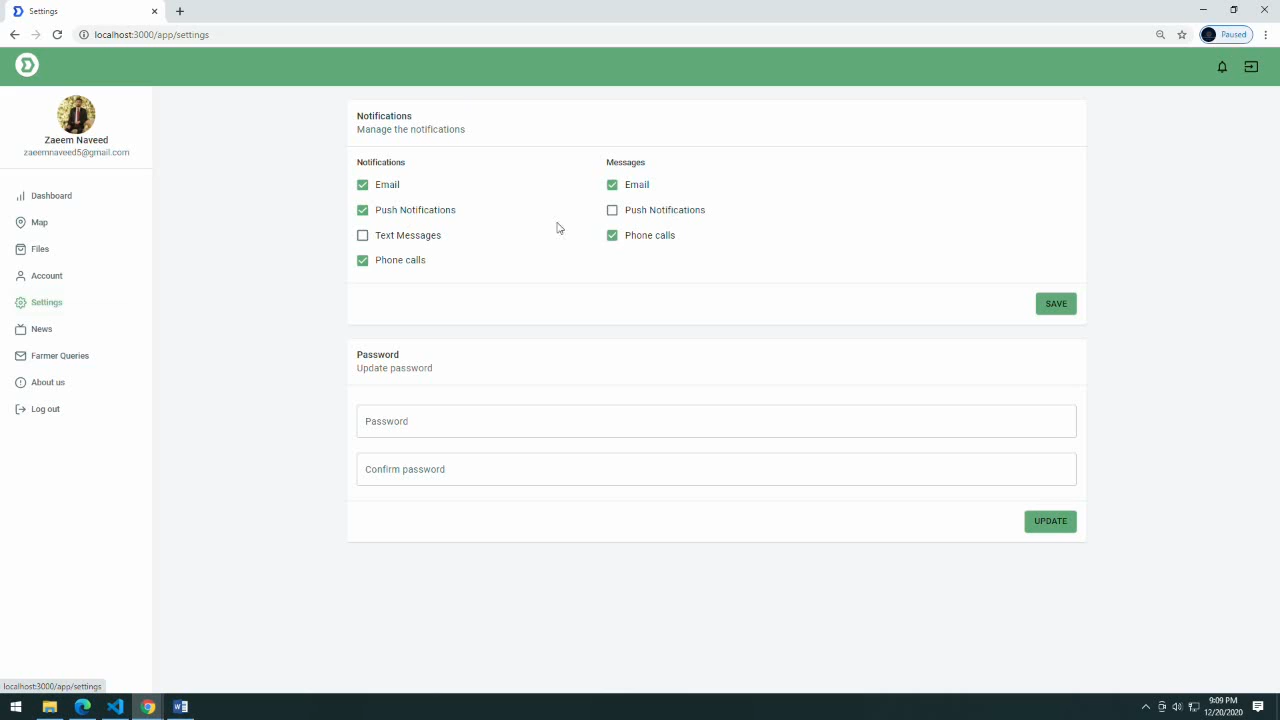 Settings
localhost:3000/app/settings
Paused
Zaeem Naveed
zaeemnaveed5@gmail.com
Dashboard
Map
Files
Account
Settings
News
Farmer Queries
About us
Log out
Notifications
Manage the notifications
Notifications
Email
Push Notifications
Text Messages
Phone calls
Messages
Email
Push Notifications
Phone calls
SAVE
Password
Update password
Password
Confirm password
UPDATE
localhost:3000/app/settings
9:09 PM
12/20/2020